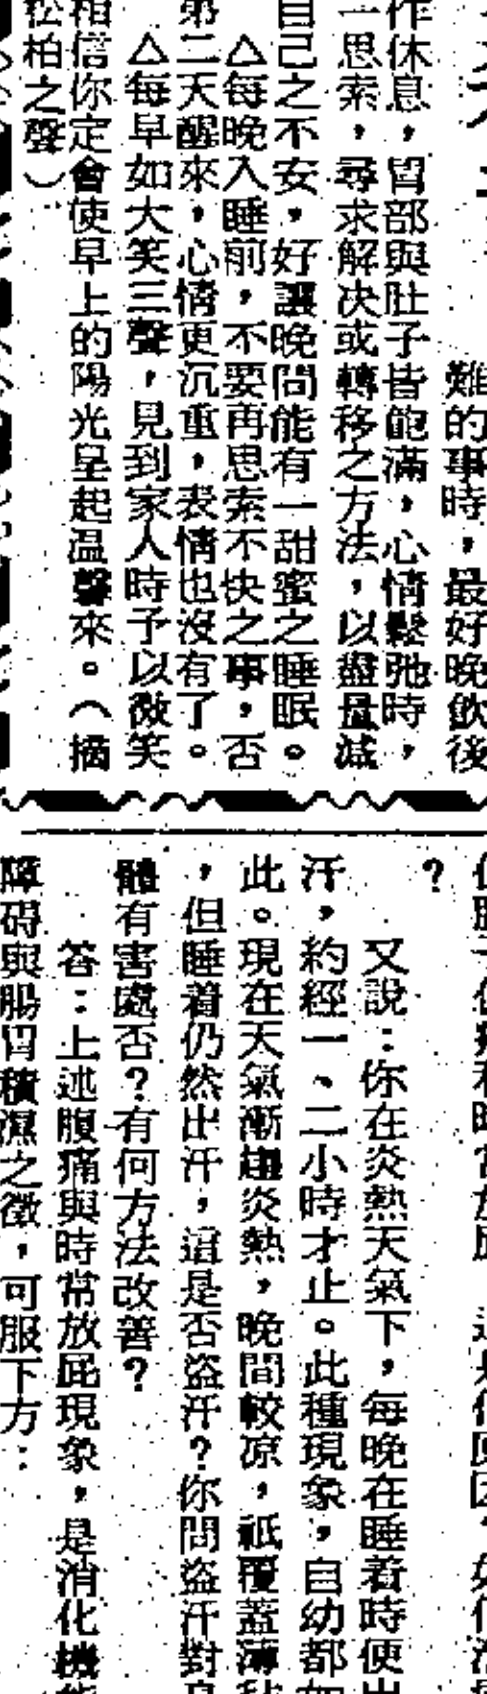 難的事時，最好晚飲後
作休息，胃部與肚子皆飽滿，心情鬆弛時，
一思索，尋求解決或轉移之方法，以盡量減
自己之不安，好讓晚間能有一甜蜜之睡眠。
△每晚入睡前，不要再思索不快之事，否
第二天醒來，心情更沉重，表情也沒有了。
△每早如大笑三聲，見到家人時予以微笑
相信你定會使早上的陽光呈起温馨來。（摘
松柏之聲）
？
又說：你在炎熱天氣下，每晚在睡着時便出
汗，約經一、二小時才止。此種現象，自幼都如
此。現在天氣漸趨炎熱，晚間較凉，祇覆蓋薄
，但睡着仍然出汗，這是否盜汗？你問盜汗對身
體有害處否？有何方法改善？
答：上述腹痛與時常放屁現象，是消化機能
障碍與腸胃積濕之徵，可服下方：